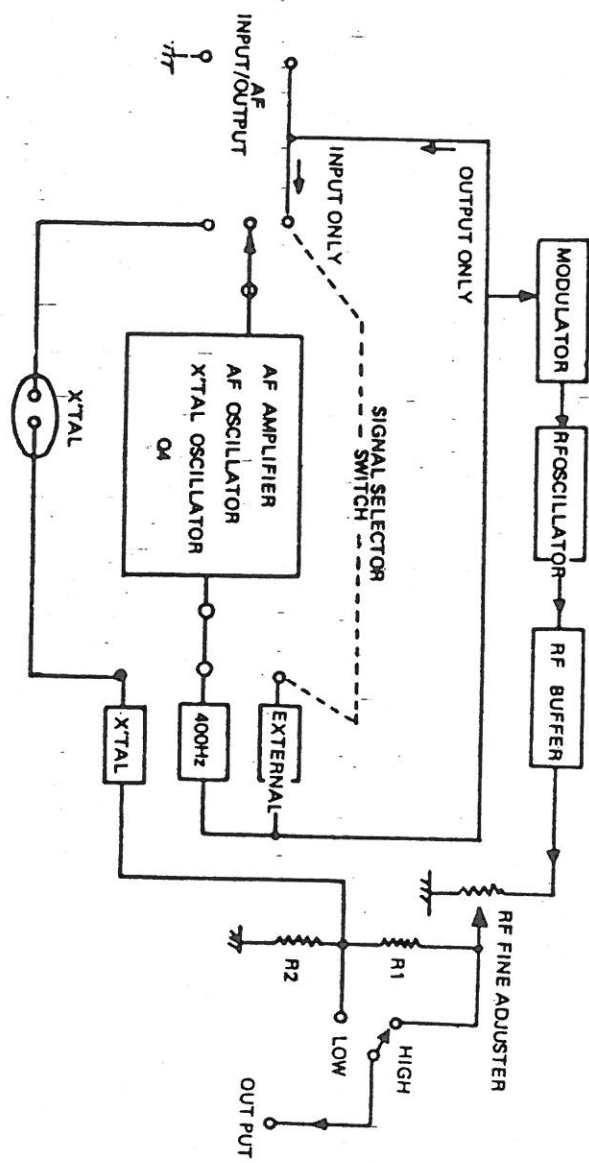 MODULATOR
RFOSCILLATOR
RF BUFFER
RF FINE ADJUSTER
OUTPUT ONLY
INPUT ONLY
AF
INPUT/OUTPUT
SIGNAL SELECTOR
SWITCH
AF AMPLIFIER
AF OSCILLATOR
X'TAL OSCILLATOR
Q4
EXTERNAL
400Hz
X'TAL
X'TAL
R1
R2
HIGH
LOW
OUT PUT